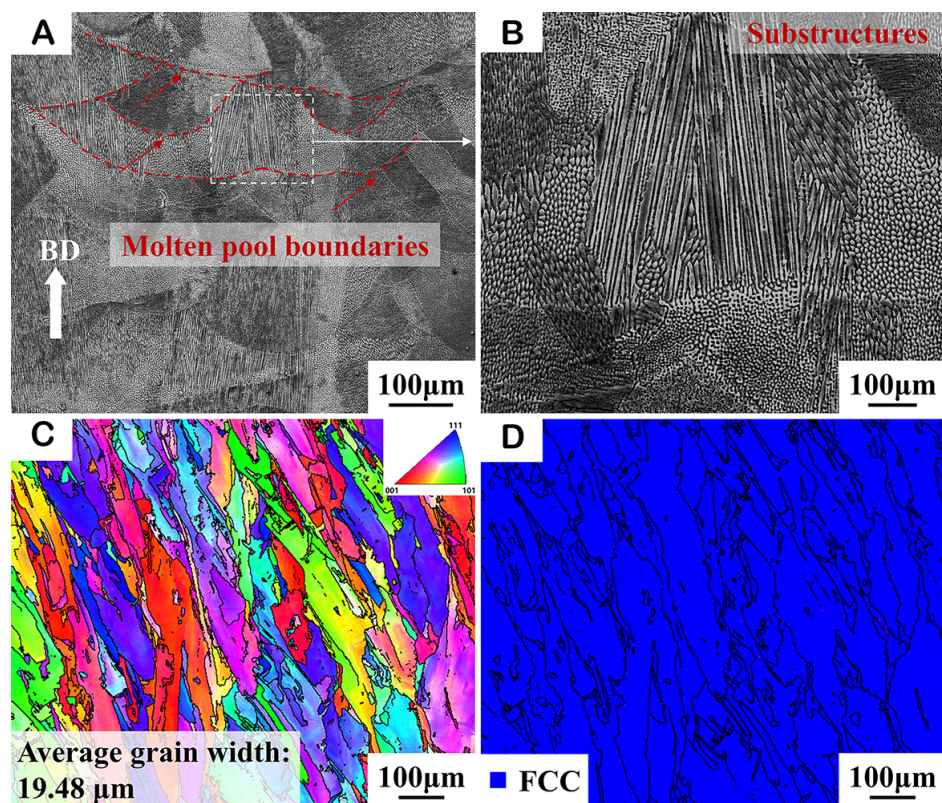 A
B
Substructures
Molten pool boundaries
BD
100μm
100μm
C
111
001
101
D
Average grain width:
19.48 μm
100μm
FCC
100μm